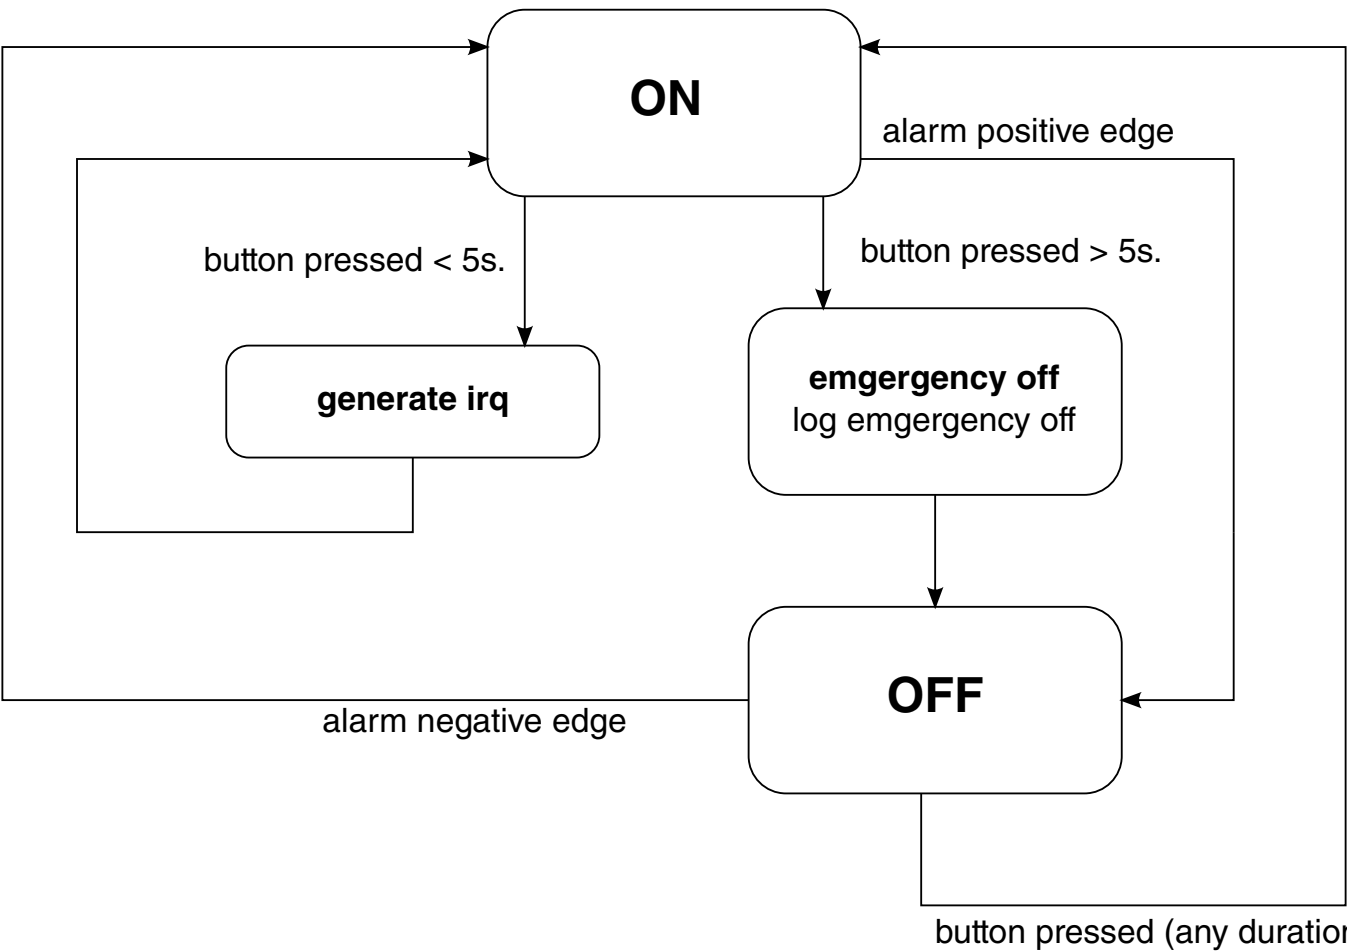 ON
alarm positive edge
button pressed < 5s.
button pressed > 5s.
generate irq
emgergency off
log emgergency off
OFF
alarm negative edge
button pressed (any duration